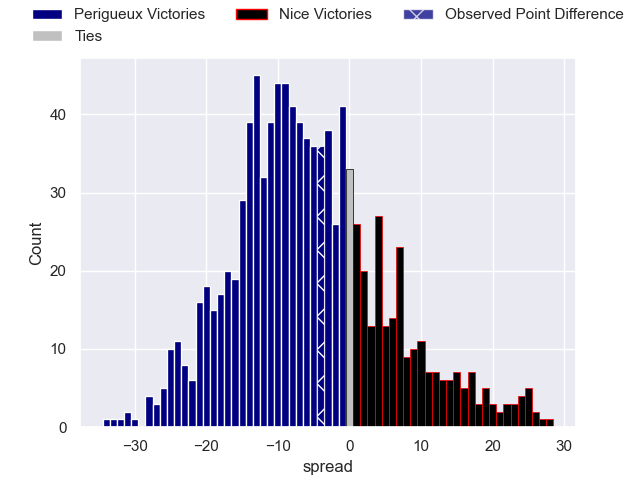 Perigueux Victories
Nice Victories
Observed Point Difference
Ties
Count
40
30
20
10
0
−30
−20
−10
0
10
20
30
spread